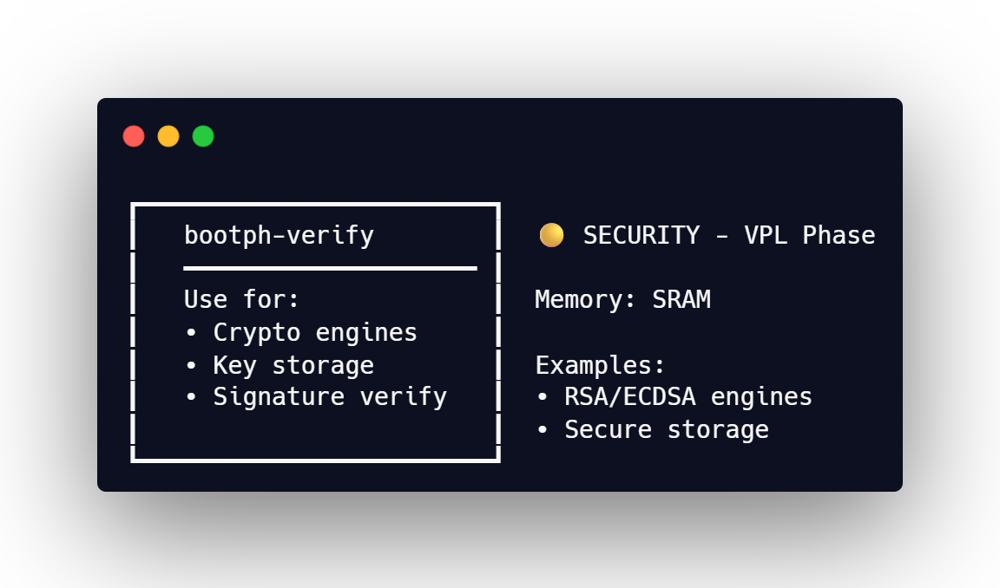 bootph-verify
Use for:
• Crypto engines
• Key storage
• Signature verify
🟡 SECURITY - VPL Phase
Memory: SRAM
Examples:
• RSA/ECDSA engines
• Secure storage